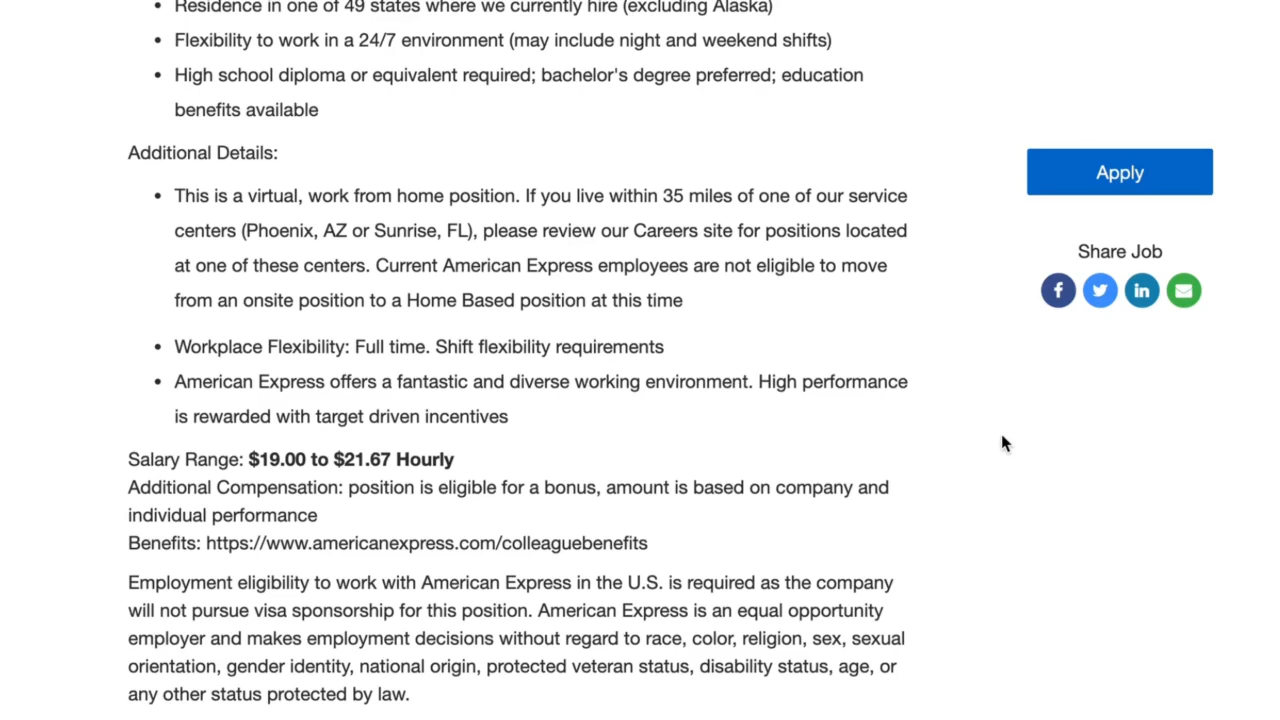 Residence in one of 49 states where we currently hire (excluding Alaska)
Flexibility to work in a 24/7 environment (may include night and weekend shifts)
High school diploma or equivalent required; bachelor's degree preferred; education
benefits available
Additional Details:
This is a virtual, work from home position. If you live within 35 miles of one of our service
centers (Phoenix, AZ or Sunrise, FL), please review our Careers site for positions located
at one of these centers. Current American Express employees are not eligible to move
from an onsite position to a Home Based position at this time
Workplace Flexibility: Full time. Shift flexibility requirements
American Express offers a fantastic and diverse working environment. High performance
is rewarded with target driven incentives
Salary Range: $19.00 to $21.67 Hourly
Additional Compensation: position is eligible for a bonus, amount is based on company and
individual performance
Benefits: https://www.americanexpress.com/colleaguebenefits
Employment eligibility to work with American Express in the U.S. is required as the company
will not pursue visa sponsorship for this position. American Express is an equal opportunity
employer and makes employment decisions without regard to race, color, religion, sex, sexual
orientation, gender identity, national origin, protected veteran status, disability status, age, or
any other status protected by law.
Apply
Share Job